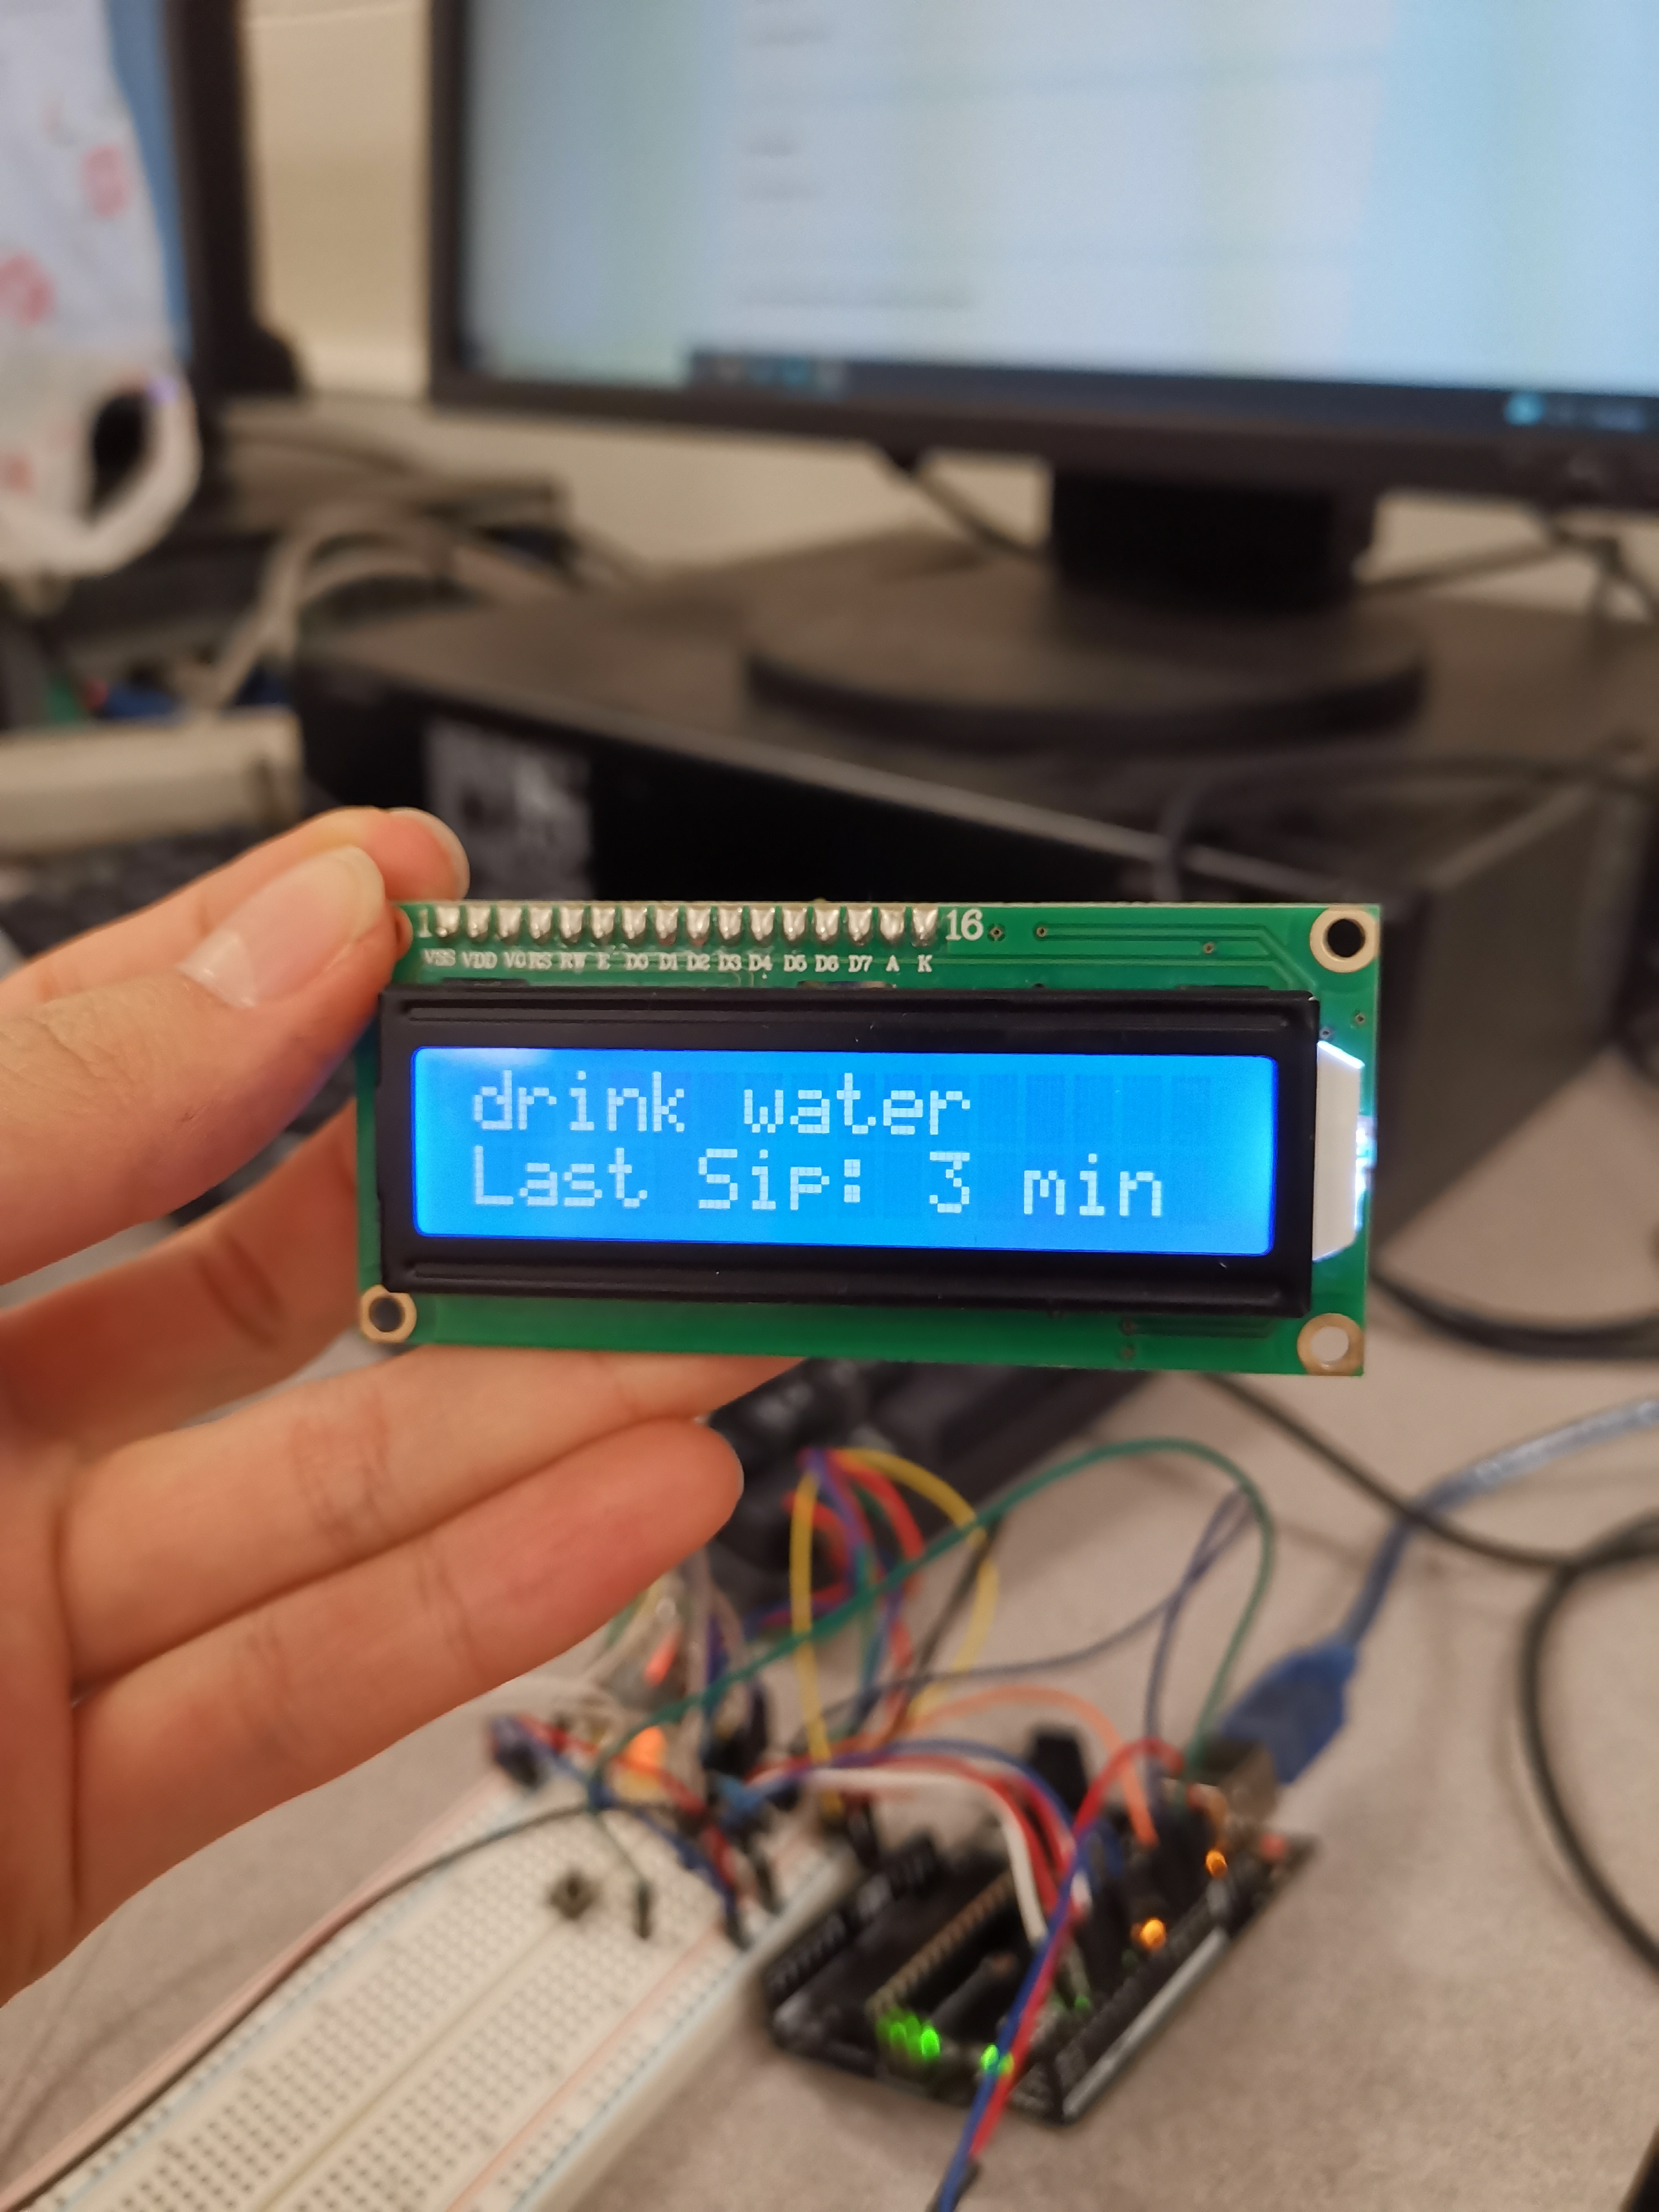 1 16
VSS VDD V0 RS RW E D0 D1 D2 D3 D4 D5 D6 D7 A K
drink water
Last Sip: 3 min